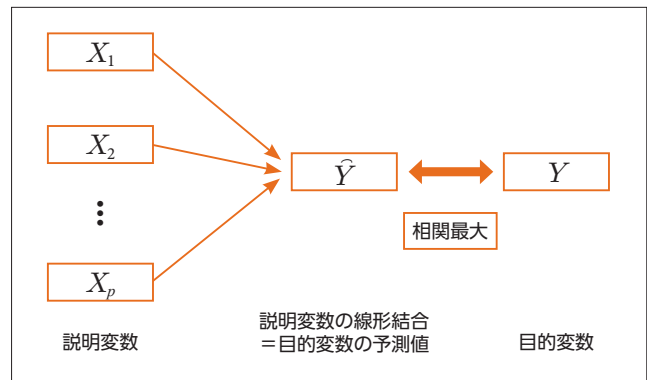 X₁
X₂
⋮
Xₚ
Ŷ
Y
相関最大
説明変数
説明変数の線形結合
＝目的変数の予測値
目的変数